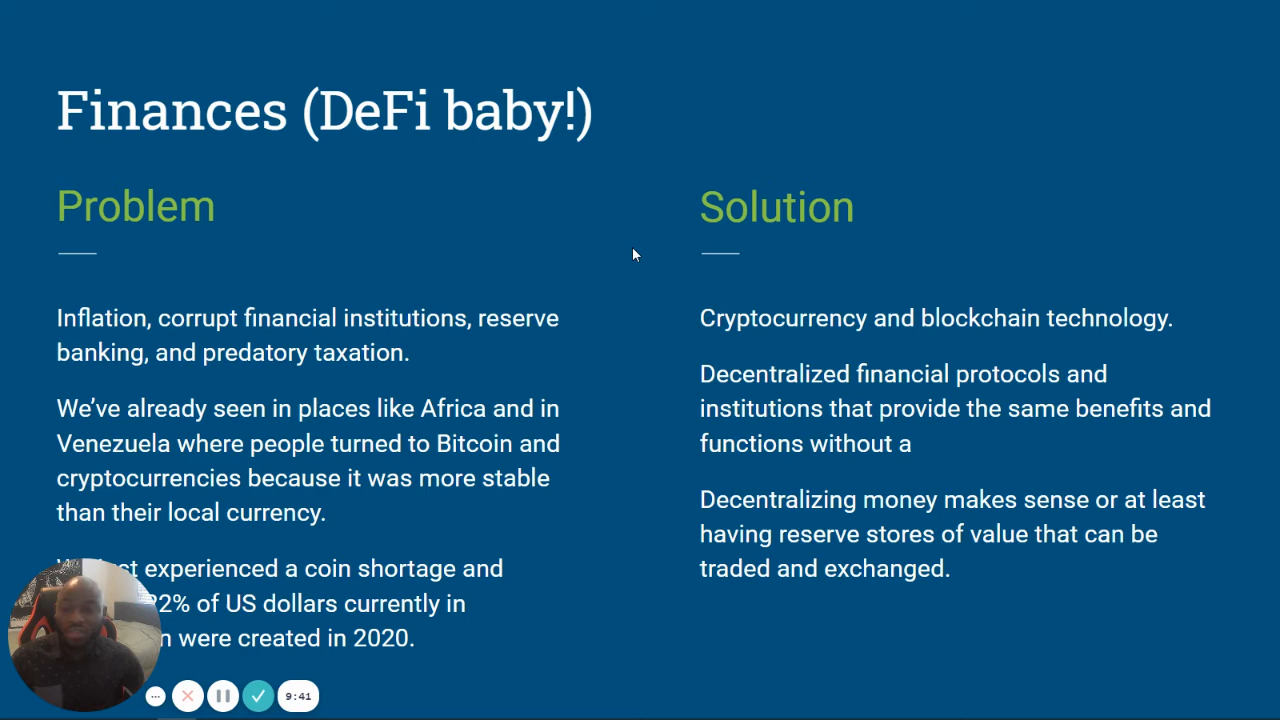 Finances (DeFi baby!)
Problem
Inflation, corrupt financial institutions, reserve
banking, and predatory taxation.
We’ve already seen in places like Africa and in
Venezuela where people turned to Bitcoin and
cryptocurrencies because it was more stable
than their local currency.
experienced a coin shortage and
22% of US dollars currently in
were created in 2020.
Solution
Cryptocurrency and blockchain technology.
Decentralized financial protocols and
institutions that provide the same benefits and
functions without a
Decentralizing money makes sense or at least
having reserve stores of value that can be
traded and exchanged.
9:41